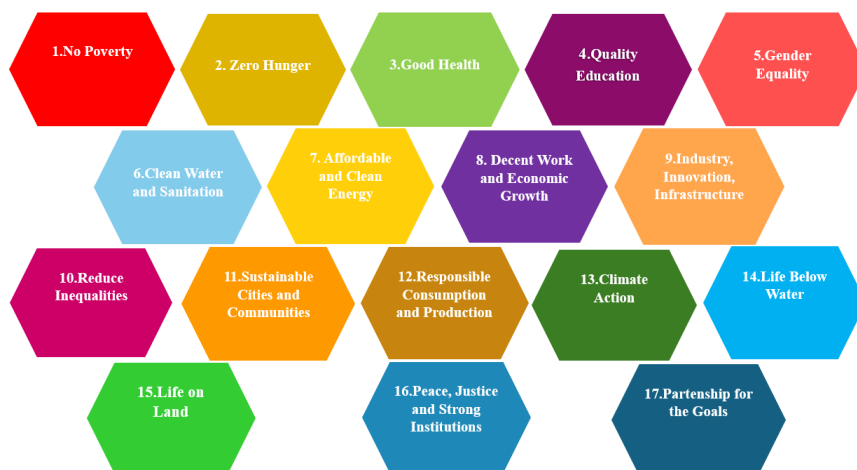 1.No Poverty
2. Zero Hunger
3.Good Health
4.Quality
Education
5.Gender
Equality
6.Clean Water
and Sanitation
7. Affordable
and Clean
Energy
8. Decent Work
and Economic
Growth
9.Industry,
Innovation,
Infrastructure
10.Reduce
Inequalities
11.Sustainable
Cities and
Communities
12.Responsible
Consumption
and Production
13.Climate
Action
14.Life Below
Water
15.Life on
Land
16.Peace, Justice
and Strong
Institutions
17.Partenship for
the Goals